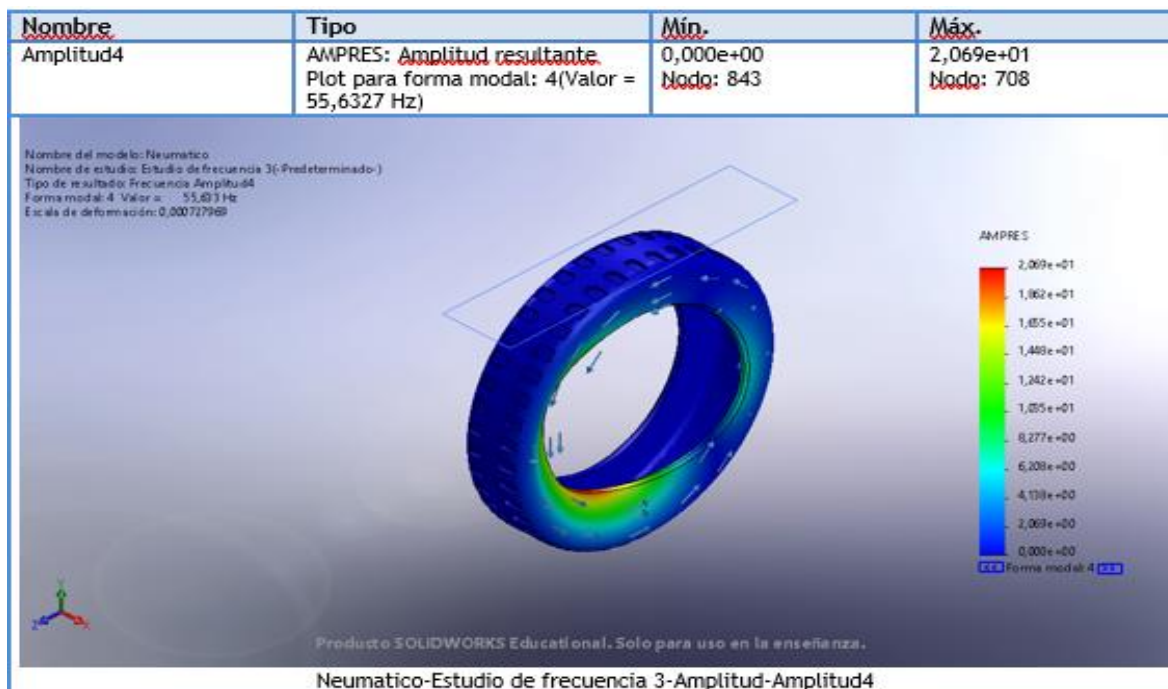 Nombre Tipo Mín. Máx.
Amplitud4 AMPRES: Amplitud resultante 0,000e+00 2,069e+01
Plot para forma modal: 4(Valor = Nodo: 843 Nodo: 708
55,6327 Hz)
Nombre del modelo: Neumatico
Nombre de estudio: Estudio de frecuencia 3(-Predeterminado-)
Tipo de resultado: Frecuencia Amplitud4
Forma modal: 4 Valor = 55,633 Hz
Escala de deformación: 0,000727969
AMPRES
2,069e+01
1,862e+01
1,655e+01
1,448e+01
1,242e+01
1,035e+01
8,277e+00
6,208e+00
4,138e+00
2,069e+00
0,000e+00
<< Forma modal: 4 >>
Y
Z X
Producto SOLIDWORKS Educational. Solo para uso en la enseñanza.
Neumatico-Estudio de frecuencia 3-Amplitud-Amplitud4